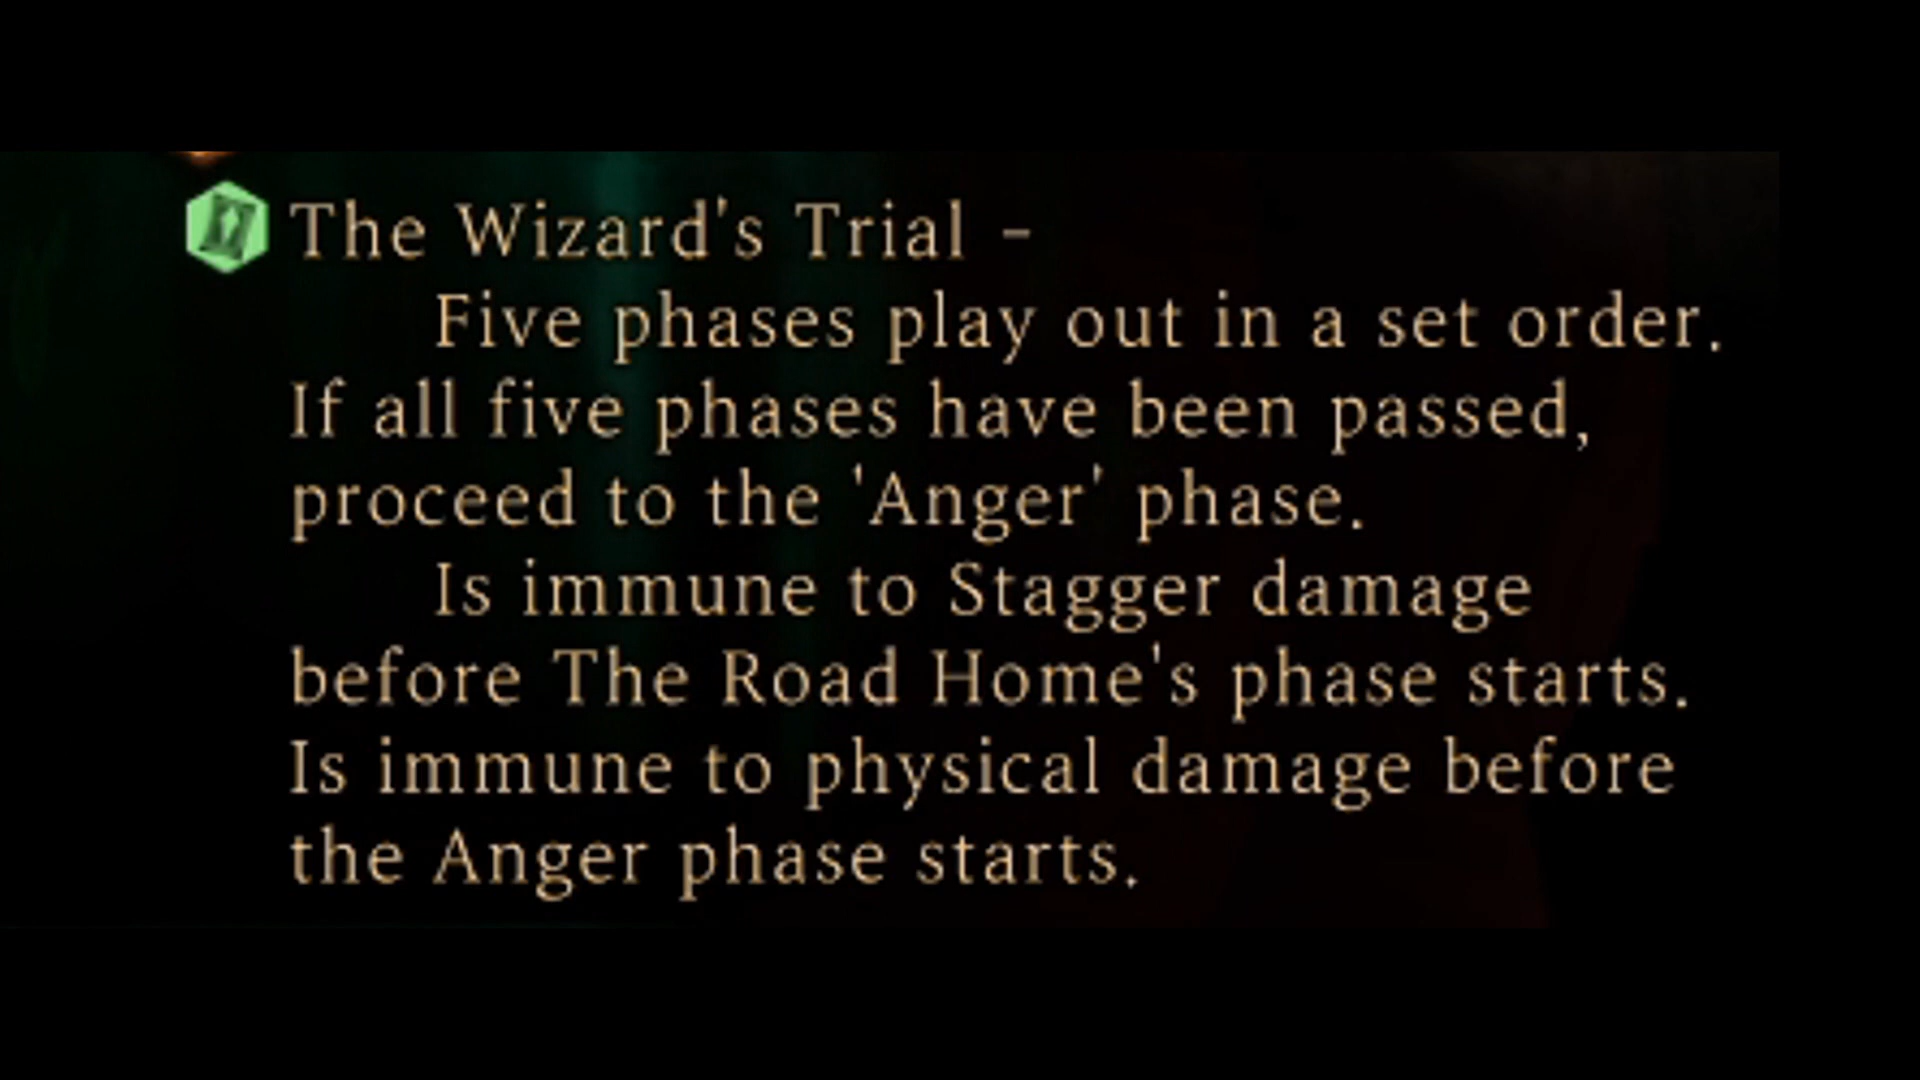 The Wizard's Trial -
Five phases play out in a set order.
If all five phases have been passed,
proceed to the 'Anger' phase.
Is immune to Stagger damage
before The Road Home's phase starts.
Is immune to physical damage before
the Anger phase starts.